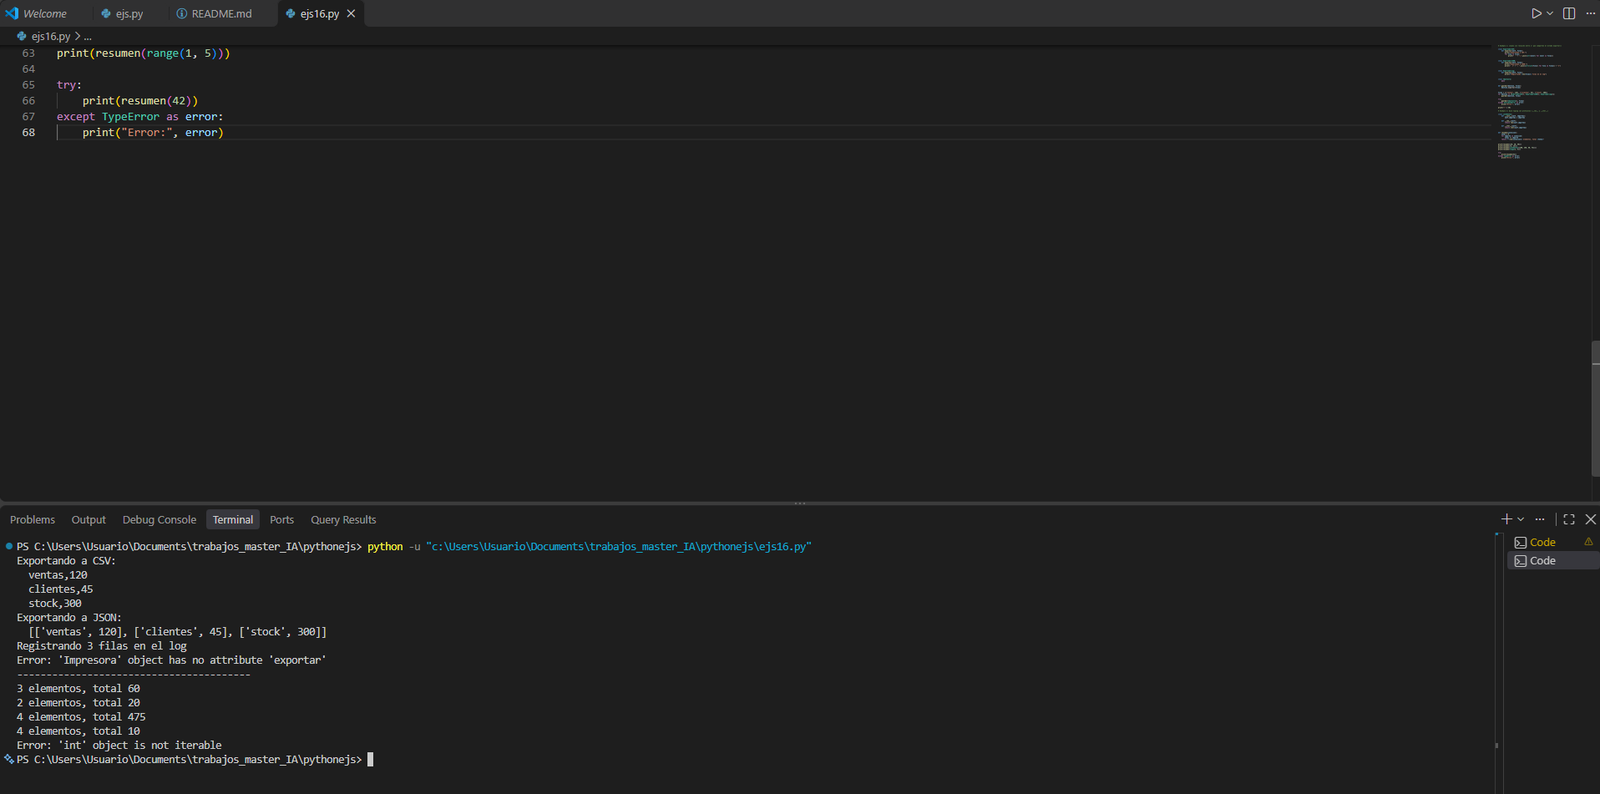 Welcome ejs.py README.md ejs16.py
ejs16.py > ...
63 print(resumen(range(1, 5)))
64
65 try:
66 print(resumen(42))
67 except TypeError as error:
68 print("Error:", error)
Problems Output Debug Console Terminal Ports Query Results
PS C:\Users\Usuario\Documents\trabajos_master_IA\pythonejs> python -u "c:\Users\Usuario\Documents\trabajos_master_IA\pythonejs\ejs16.py"
Exportando a CSV:
ventas,120
clientes,45
stock,300
Exportando a JSON:
[['ventas', 120], ['clientes', 45], ['stock', 300]]
Registrando 3 filas en el log
Error: 'Impresora' object has no attribute 'exportar'
----------------------------------------
3 elementos, total 60
2 elementos, total 20
4 elementos, total 475
4 elementos, total 10
Error: 'int' object is not iterable
PS C:\Users\Usuario\Documents\trabajos_master_IA\pythonejs>
Code
Code